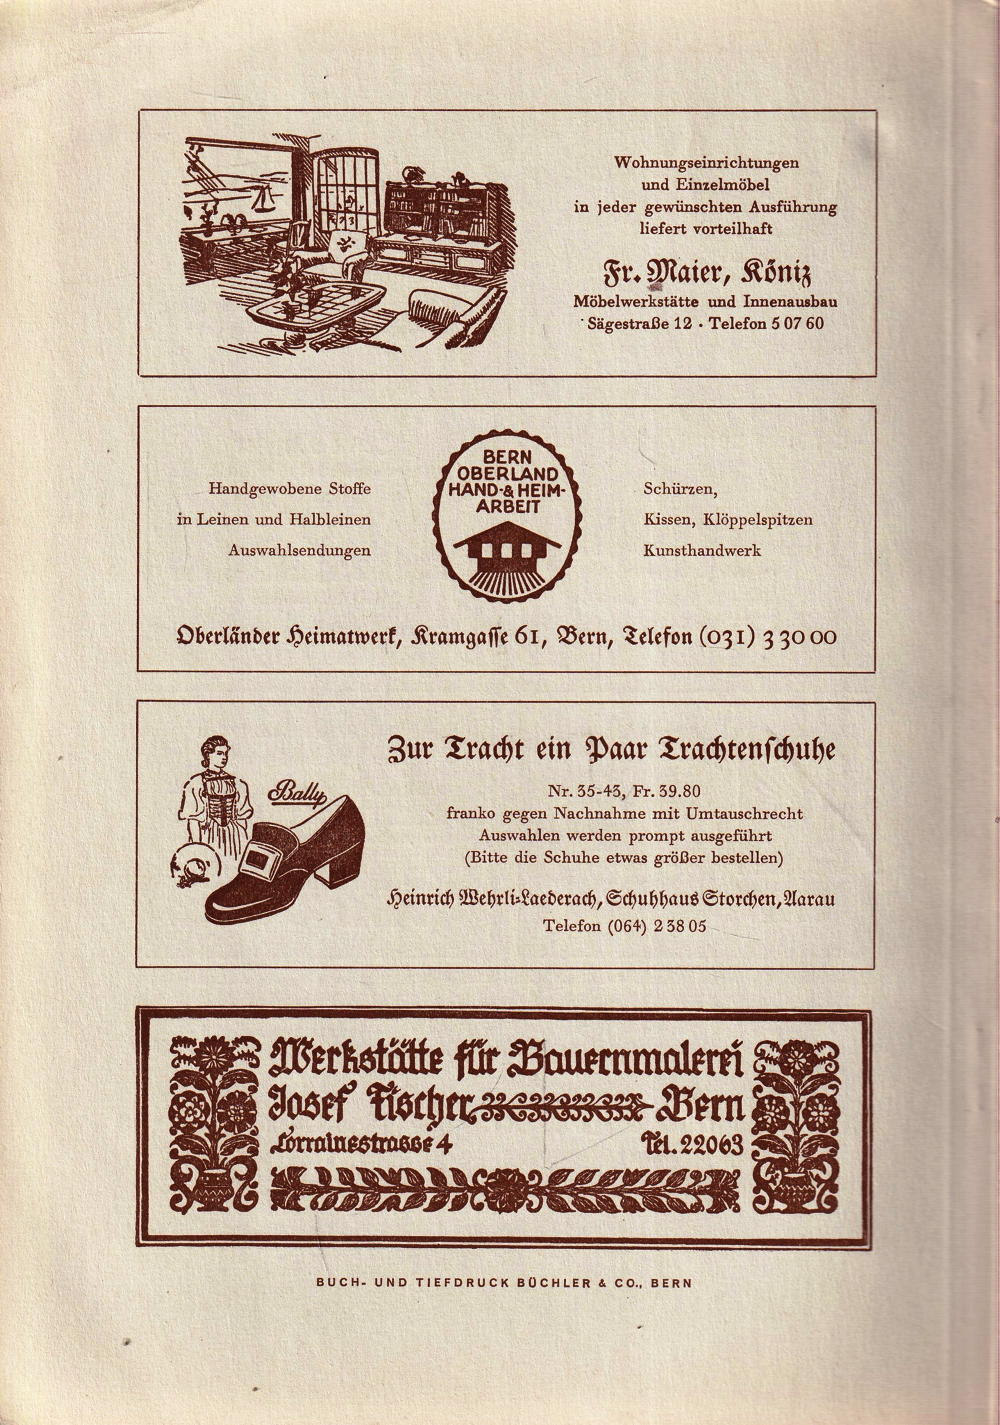 Wohnungseinrichtungen
und Einzelmöbel
in jeder gewünschten Ausführung
liefert vorteilhaft
Fr. Maier, Köniz
Möbelwerkstätte und Innenausbau
Sägestraße 12 · Telefon 5 07 60
Handgewobene Stoffe
in Leinen und Halbleinen
Auswahlsendungen
BERN
OBERLAND
HAND-& HEIM-
ARBEIT
Schürzen,
Kissen, Klöppelspitzen
Kunsthandwerk
Oberländer Heimatwerk, Kramgasse 61, Bern, Telefon (031) 3 30 00
Bally
Zur Tracht ein Paar Trachtenschuhe
Nr. 35-43, Fr. 39.80
franko gegen Nachnahme mit Umtauschrecht
Auswahlen werden prompt ausgeführt
(Bitte die Schuhe etwas größer bestellen)
Heinrich Wehrli-Laederach, Schuhhaus Storchen, Aarau
Telefon (064) 2 38 05
Werkstätte für Bauernmalerei
Josef Fischer Bern
Lorrainestrasse 4 Tel. 22063
BUCH- UND TIEFDRUCK BÜCHLER & CO., BERN